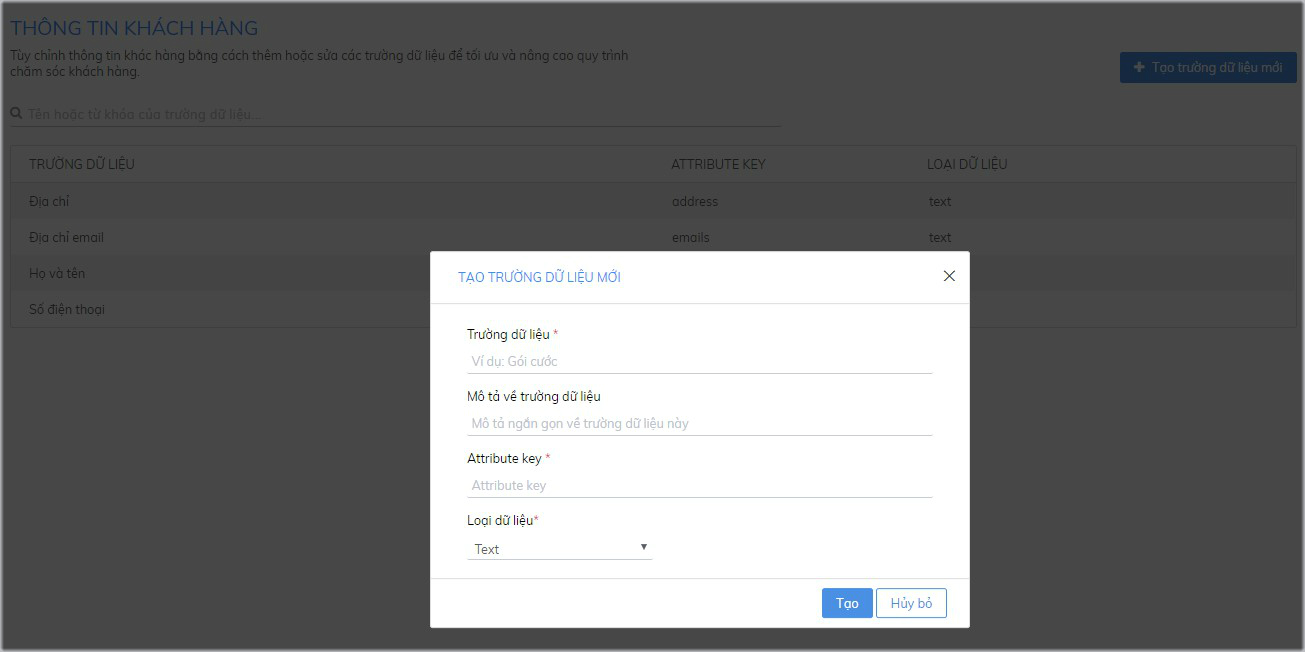 THÔNG TIN KHÁCH HÀNG
Tùy chỉnh thông tin khác hàng bằng cách thêm hoặc sửa các trường dữ liệu để tối ưu và nâng cao quy trình
chăm sóc khách hàng.
+ Tạo trường dữ liệu mới
Tên hoặc từ khóa của trường dữ liệu...
TRƯỜNG DỮ LIỆU ATTRIBUTE KEY LOẠI DỮ LIỆU
Địa chỉ address text
Địa chỉ email emails text
Họ và tên
Số điện thoại
TẠO TRƯỜNG DỮ LIỆU MỚI
Trường dữ liệu *
Ví dụ: Gói cước
Mô tả về trường dữ liệu
Mô tả ngắn gọn về trường dữ liệu này
Attribute key *
Attribute key
Loại dữ liệu*
Text
Tạo Hủy bỏ